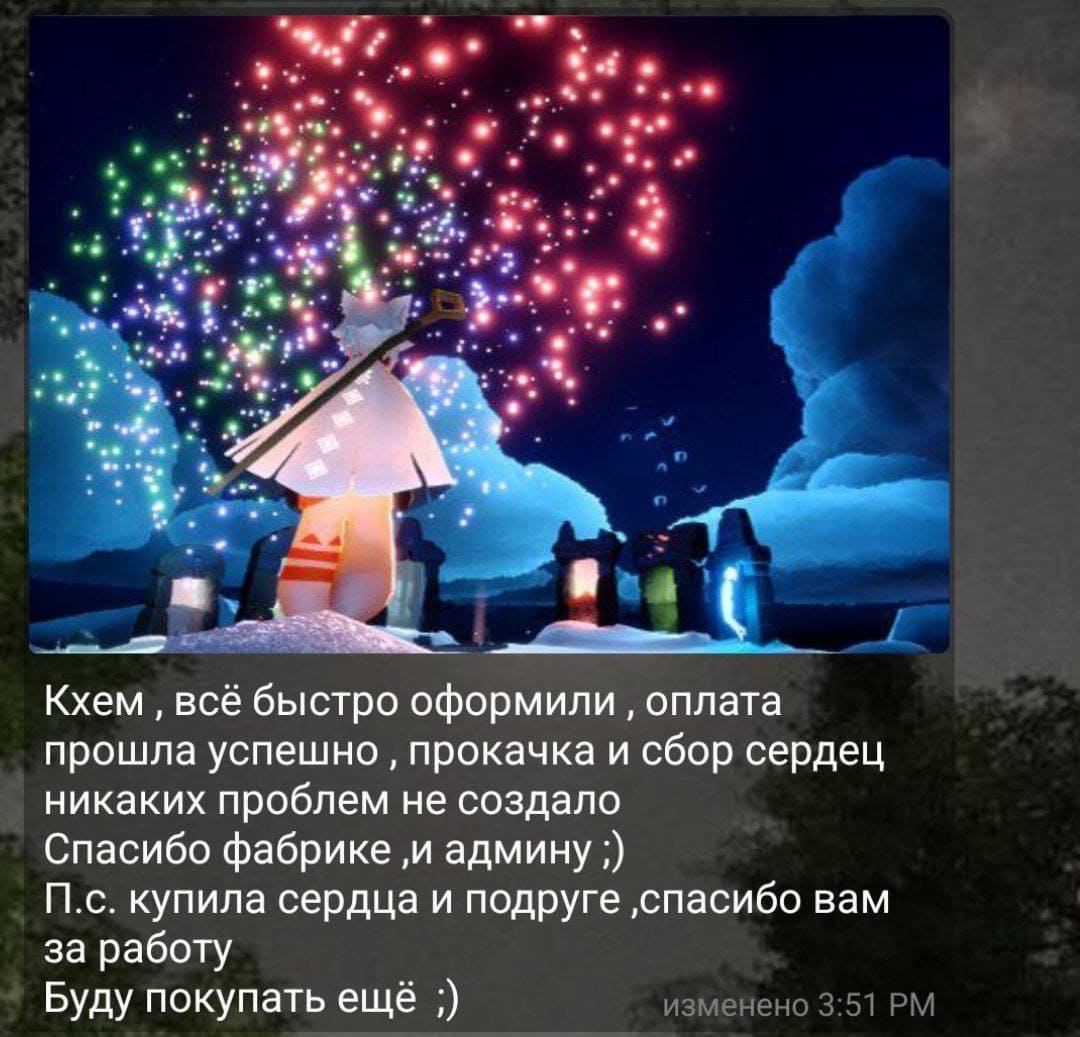 Кхем , всё быстро оформили , оплата
прошла успешно , прокачка и сбор сердец
никаких проблем не создало
Спасибо фабрике ,и админу ;)
П.с. купила сердца и подруге ,спасибо вам
за работу
Буду покупать ещё ;)
изменено 3:51 PM